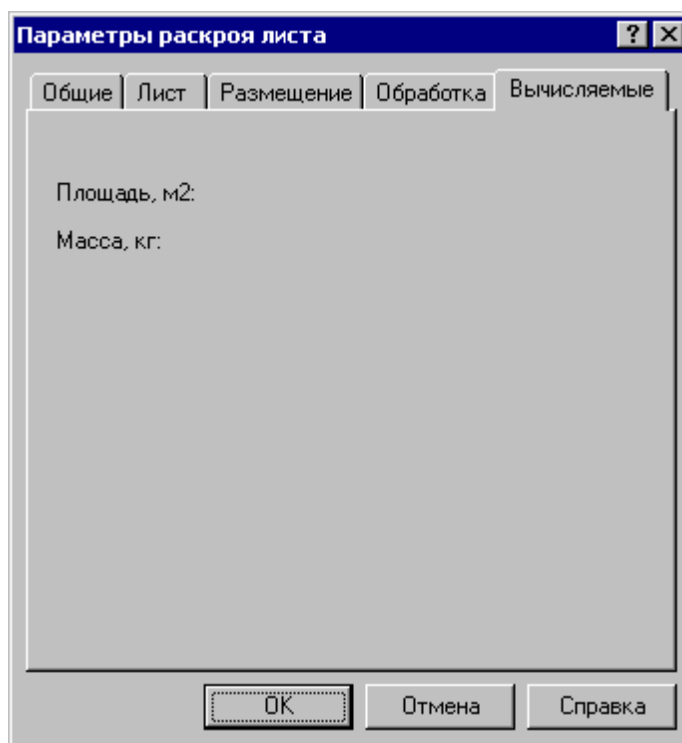 Параметры раскроя листа
Общие Лист Размещение Обработка Вычисляемые
Площадь, м2:
Масса, кг:
OK Отмена Справка